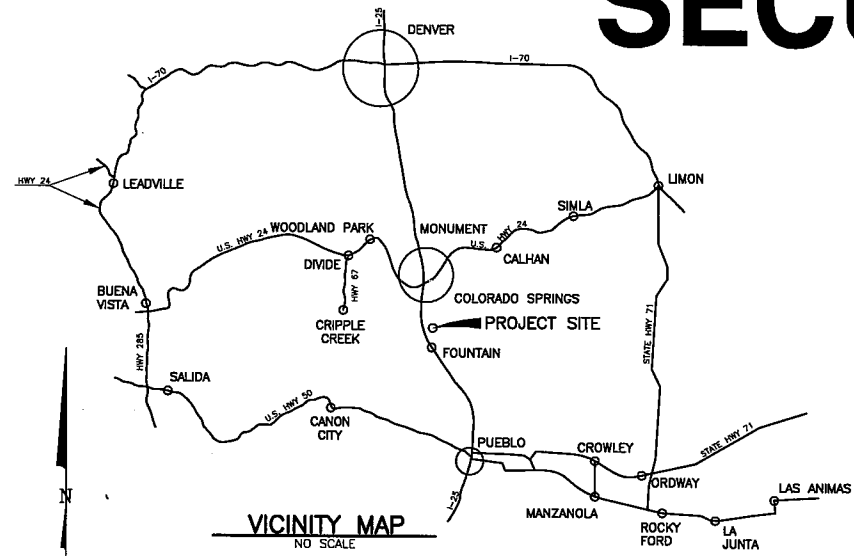 SECU
I-25
DENVER
I-70
I-70
HWY 24
LEADVILLE
LIMON
SIMLA
WOODLAND PARK
MONUMENT
U.S. HWY 24
U.S. HWY 24
CALHAN
DIVIDE
HWY 67
BUENA
VISTA
COLORADO SPRINGS
CRIPPLE
CREEK
PROJECT SITE
FOUNTAIN
HWY 285
STATE HWY 71
SALIDA
U.S. HWY 50
CANON
CITY
PUEBLO
CROWLEY
STATE HWY 71
ORDWAY
LAS ANIMAS
N
I-25
MANZANOLA
ROCKY
FORD
LA
JUNTA
VICINITY MAP
NO SCALE